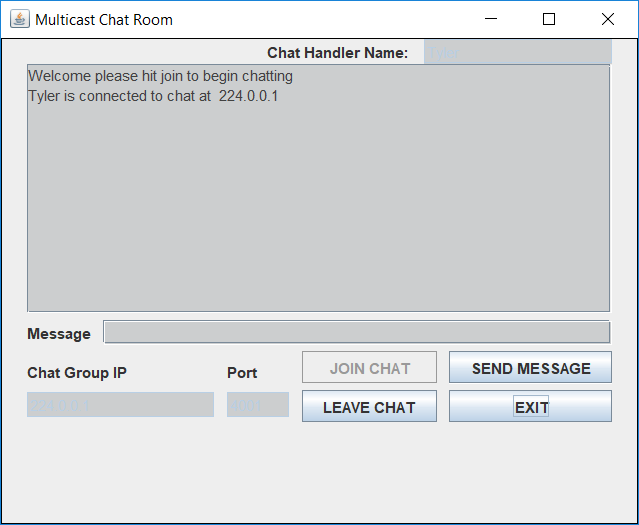 Multicast Chat Room
Chat Handler Name: Tyler
Welcome please hit join to begin chatting
Tyler is connected to chat at 224.0.0.1
Message
Chat Group IP Port JOIN CHAT SEND MESSAGE
224.0.0.1 LEAVE CHAT EXIT